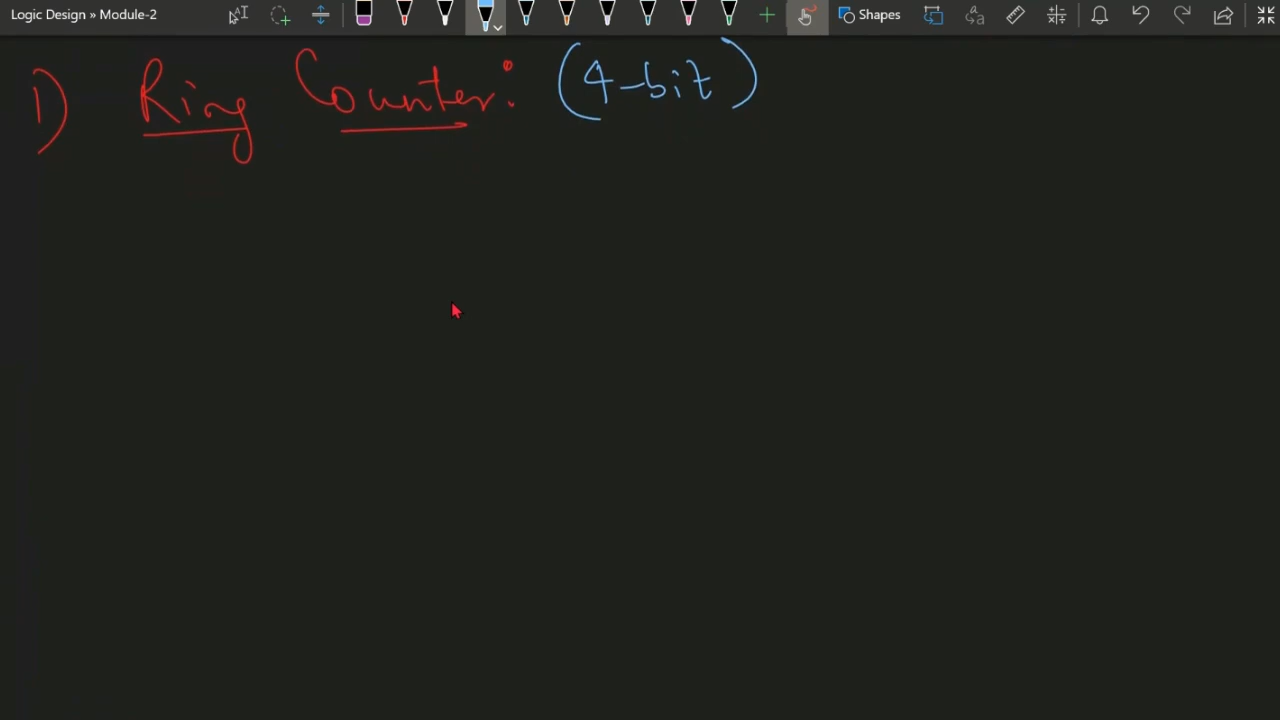 Logic Design » Module-2
Shapes
1) Ring Counter: (4-bit)